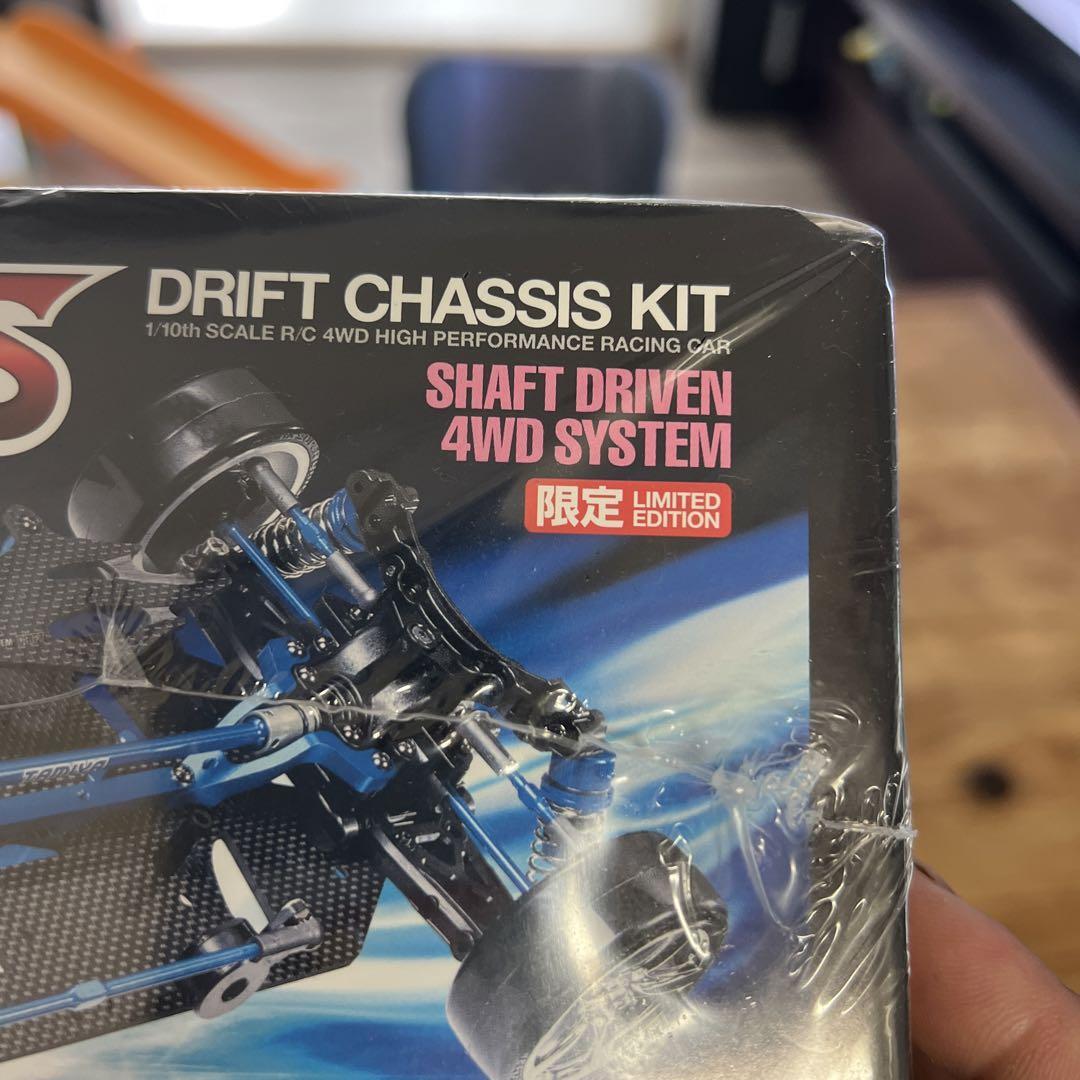 S
DRIFT CHASSIS KIT
1/10th SCALE R/C 4WD HIGH PERFORMANCE RACING CAR
SHAFT DRIVEN
4WD SYSTEM
限定 LIMITED
EDITION
TAMIYA